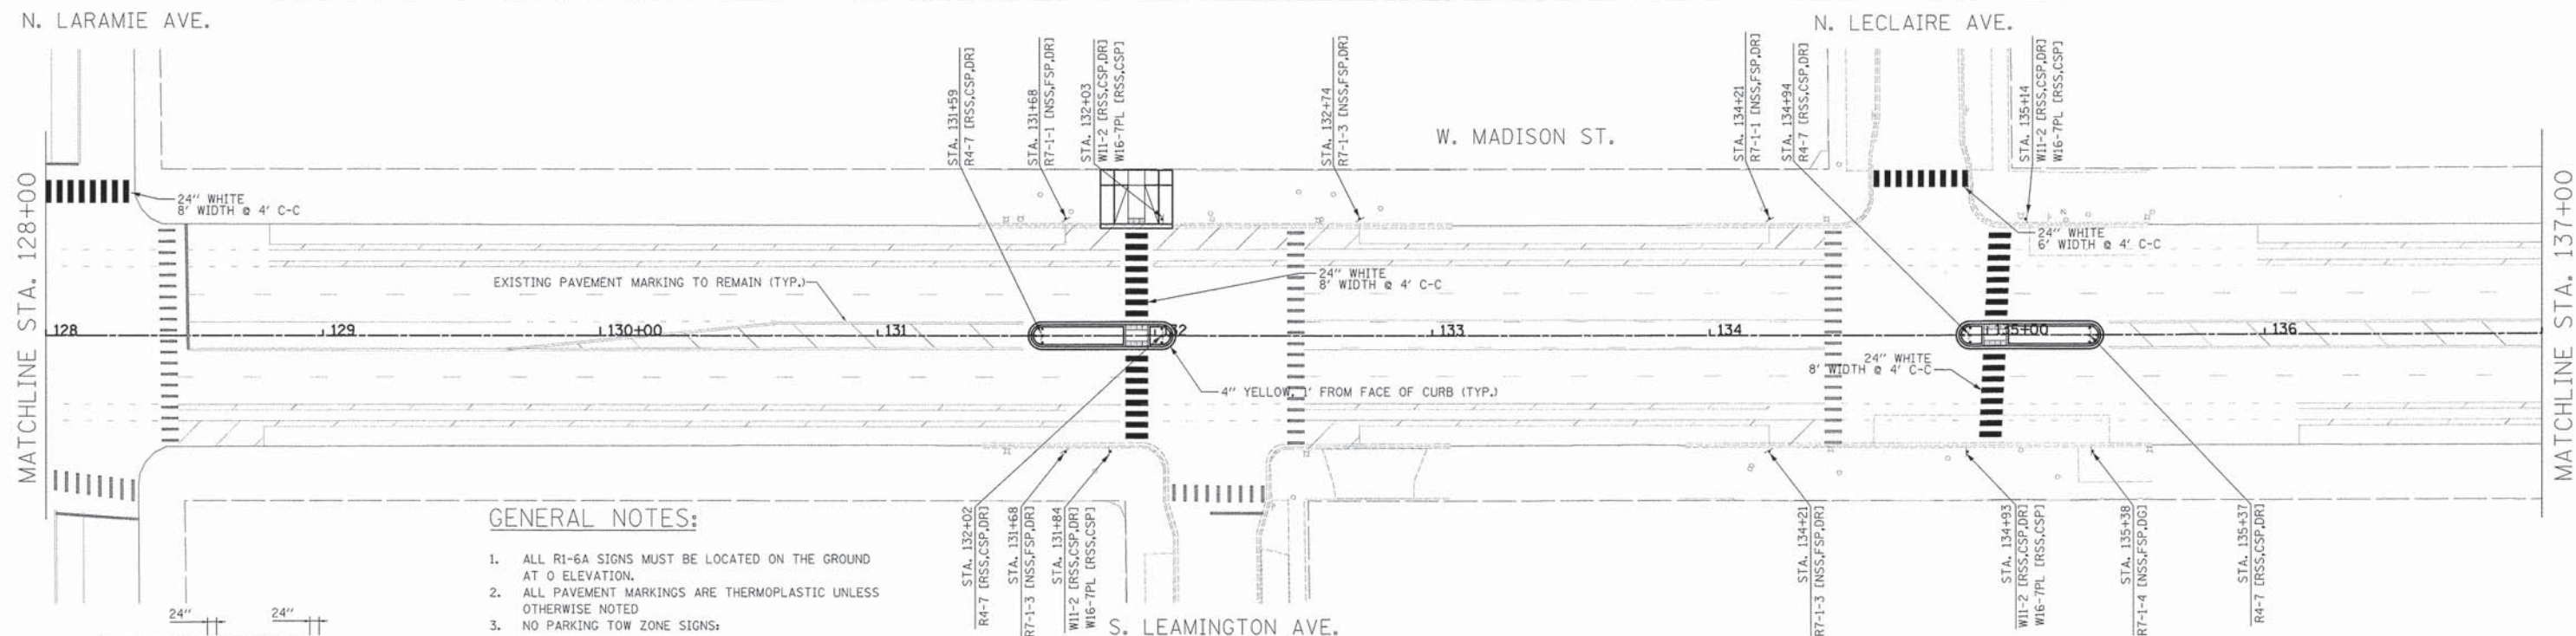 N. LARAMIE AVE.
N. LECLAIRE AVE.
STA. 131+59
R4-7 [RSS,CSP,DR]
STA. 131+68
R7-1-1 [NSS,FSP,DR]
STA. 132+03
W11-2 [RSS,CSP,DR]
W16-7PL [RSS,CSP]
STA. 132+74
R7-1-3 [NSS,FSP,DR]
W. MADISON ST.
STA. 134+21
R7-1-1 [NSS,FSP,DR]
STA. 134+94
R4-7 [RSS,CSP,DR]
STA. 135+14
W11-2 [RSS,CSP,DR]
W16-7PL [RSS,CSP]
MATCHLINE STA. 128+00
24" WHITE
8' WIDTH @ 4' C-C
24" WHITE
6' WIDTH @ 4' C-C
EXISTING PAVEMENT MARKING TO REMAIN (TYP.)
24" WHITE
8' WIDTH @ 4' C-C
128
129
130+00
131
132
133
134
135+00
136
24" WHITE
8' WIDTH @ 4' C-C
4" YELLOW, 1' FROM FACE OF CURB (TYP.)
MATCHLINE STA. 137+00
STA. 132+02
R4-7 [RSS,CSP,DR]
STA. 131+68
R7-1-3 [NSS,FSP,DR]
STA. 131+84
W11-2 [RSS,CSP,DR]
W16-7PL [RSS,CSP]
STA. 134+21
R7-1-3 [NSS,FSP,DR]
STA. 134+93
W11-2 [RSS,CSP,DR]
W16-7PL [RSS,CSP]
STA. 135+38
R7-1-4 [NSS,FSP,DG]
STA. 135+37
R4-7 [RSS,CSP,DR]
GENERAL NOTES:
1. ALL R1-6A SIGNS MUST BE LOCATED ON THE GROUND
AT 0 ELEVATION.
2. ALL PAVEMENT MARKINGS ARE THERMOPLASTIC UNLESS
OTHERWISE NOTED
3. NO PARKING TOW ZONE SIGNS:
24" 24"
S. LEAMINGTON AVE.